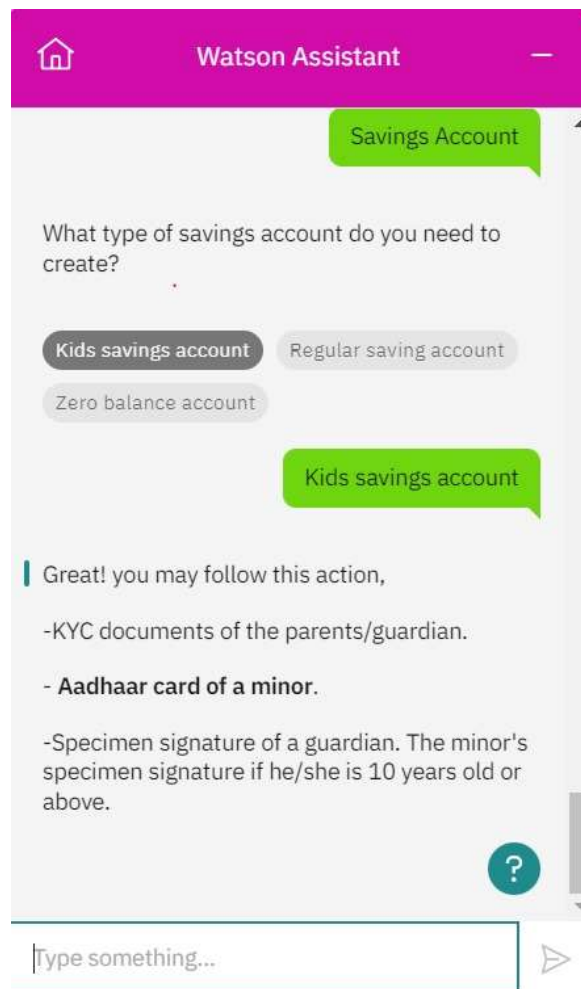 Watson Assistant
Savings Account
What type of savings account do you need to
create?
Kids savings account
Regular saving account
Zero balance account
Kids savings account
Great! you may follow this action,
-KYC documents of the parents/guardian.
- Aadhaar card of a minor.
-Specimen signature of a guardian. The minor's
specimen signature if he/she is 10 years old or
above.
?
Type something...